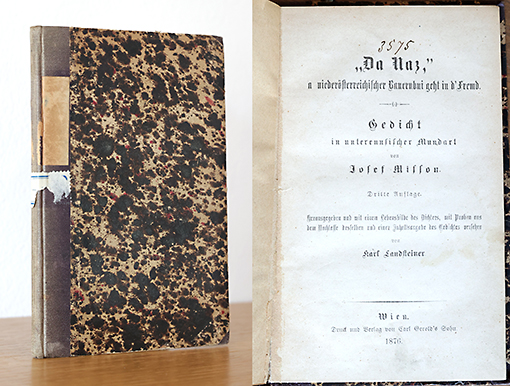 3575
„Da Naz,"
a niederösterreichischer Bauernbui geht in d'Fremd.
Gedicht
in unterennsischer Mundart
von
Josef Misson.
Dritte Auflage.
Herausgegeben und mit einem Lebensbilde des Dichters, mit Proben aus
dem Nachlasse desselben und einer Inhaltsangabe des Gedichtes versehen
von
Karl Landsteiner
Wien.
Druck und Verlag von Carl Gerold's Sohn
1876.